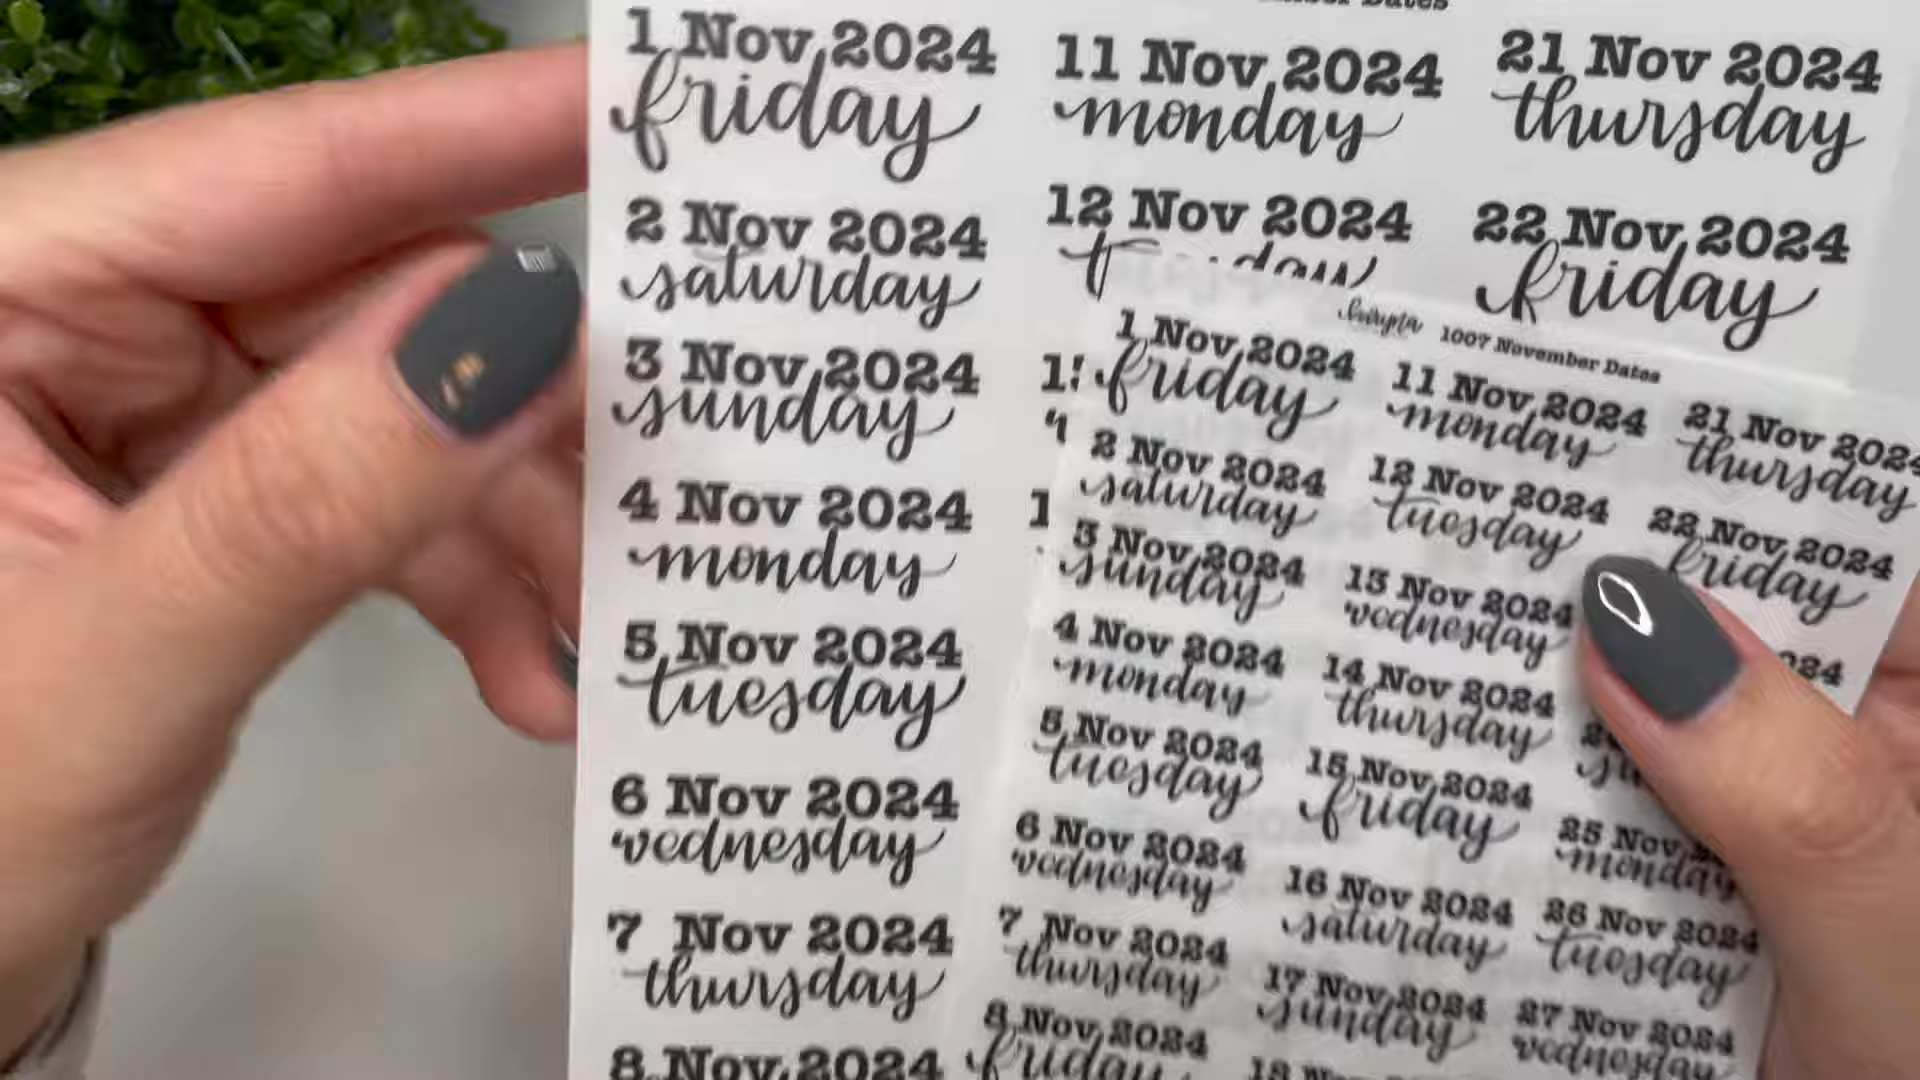 Dates
1 Nov 2024
friday
2 Nov 2024
saturday
3 Nov 2024
sunday
4 Nov 2024
monday
5 Nov 2024
tuesday
6 Nov 2024
wednesday
7 Nov 2024
thursday
8 Nov 2024
11 Nov 2024
monday
12 Nov 2024
21 Nov 2024
thursday
22 Nov 2024
friday
1007 November Dates
1 Nov 2024
friday
2 Nov 2024
saturday
3 Nov 2024
sunday
4 Nov 2024
monday
5 Nov 2024
tuesday
6 Nov 2024
wednesday
7 Nov 2024
thursday
8 Nov 2024
friday
11 Nov 2024
monday
12 Nov 2024
tuesday
13 Nov 2024
wednesday
14 Nov 2024
thursday
15 Nov 2024
friday
16 Nov 2024
saturday
17 Nov 2024
sunday
18 Nov
21 Nov 2024
thursday
22 Nov 2024
friday
25 Nov
monday
26 Nov 2024
tuesday
27 Nov 2024
wednesday